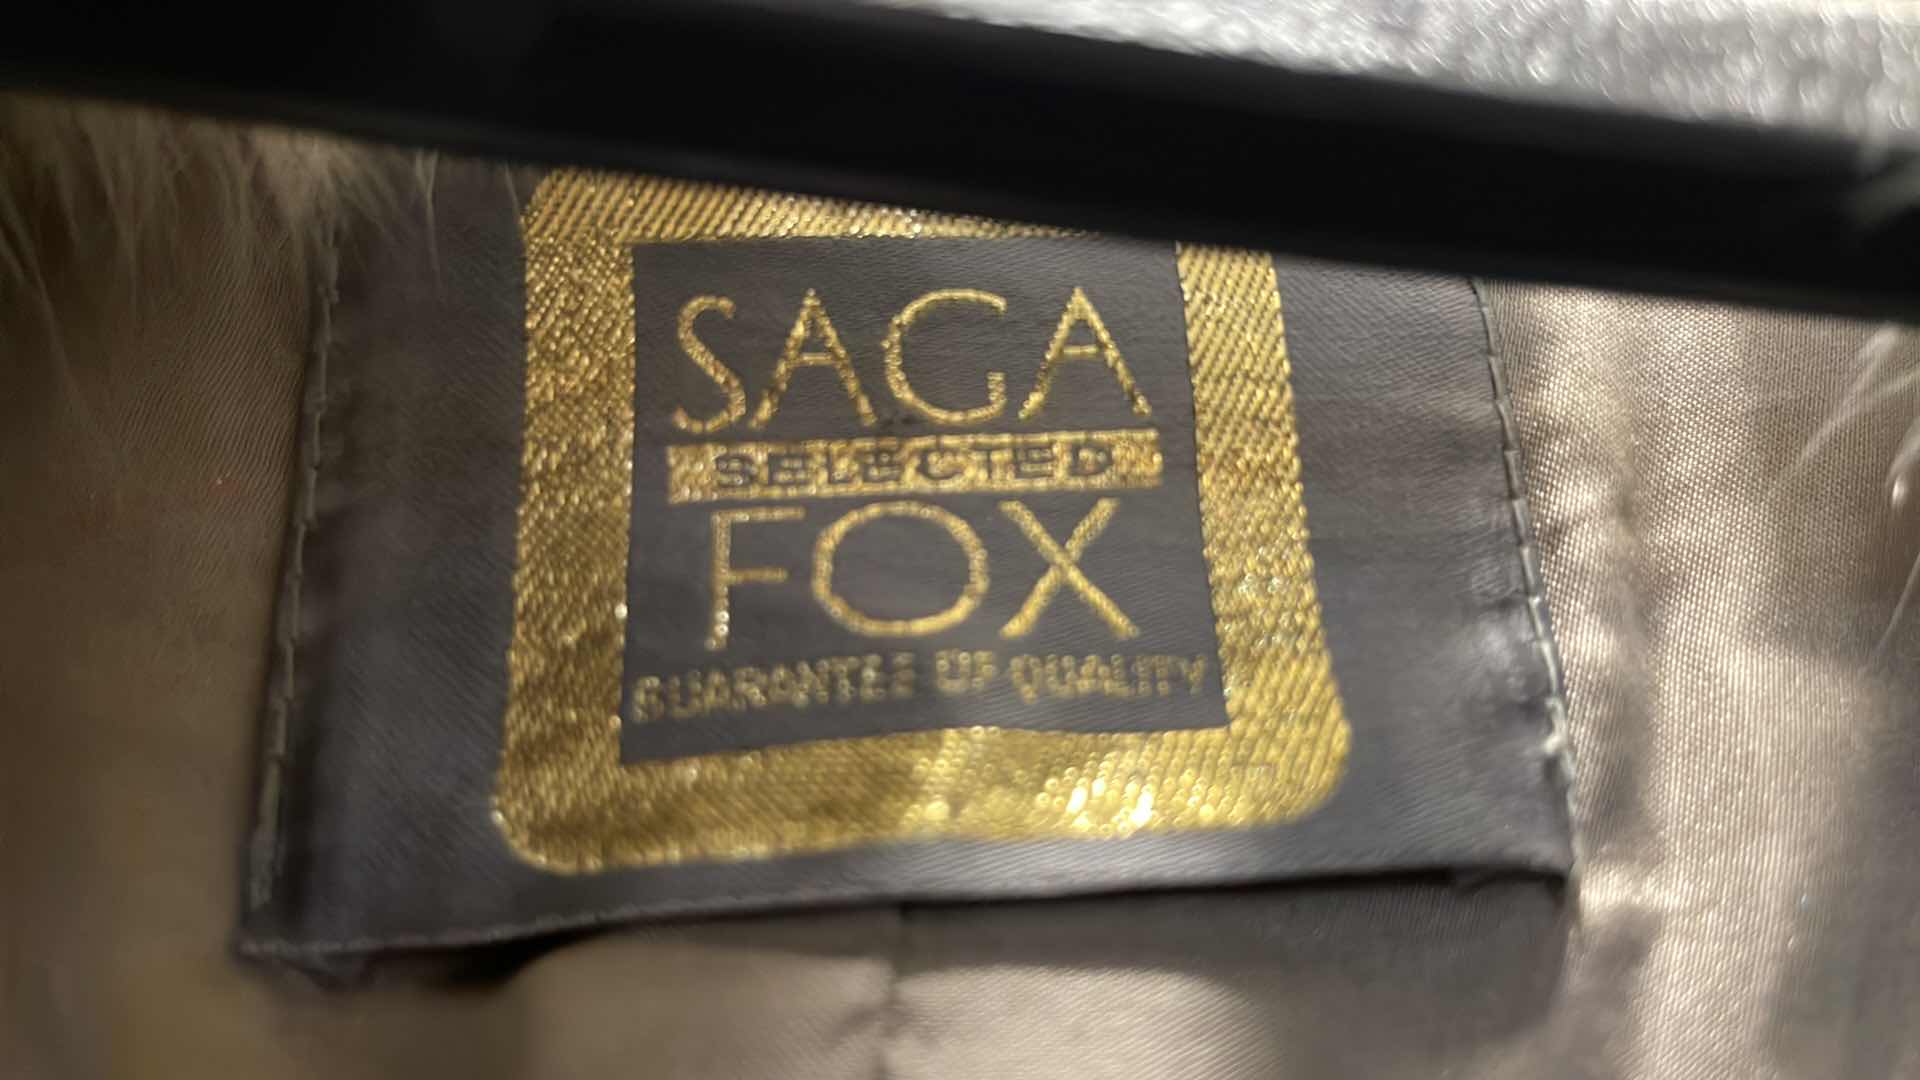 SAGA
SELECTED
FOX
GUARANTEE OF QUALITY